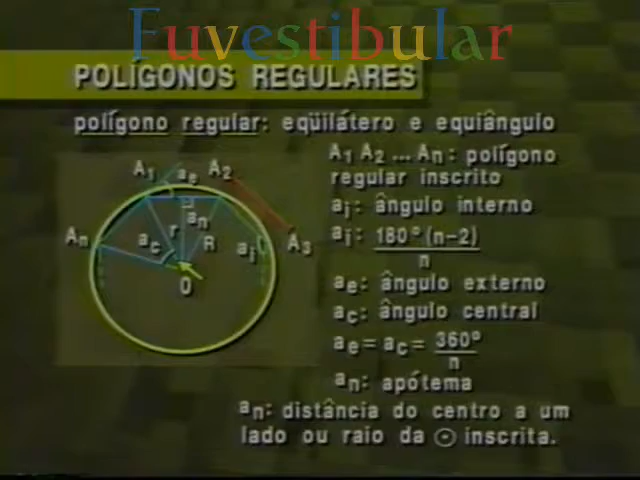 Fuvestibular
POLÍGONOS REGULARES
polígono regular: eqüilátero e equiângulo
A1 A2 ... An: polígono
regular inscrito
ai: ângulo interno
ai: 180°(n-2)
n
ae: ângulo externo
ac: ângulo central
ae = ac = 360°
n
an: apótema
an: distância do centro a um
lado ou raio da ⊙ inscrita.
A1
ae
A2
an
An
ac
r
R
ai
A3
O